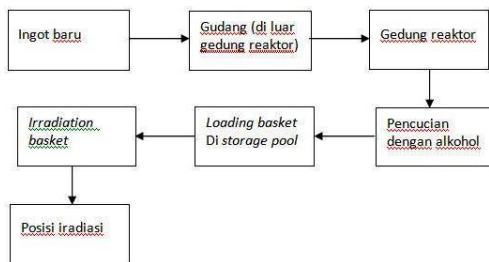 Ingot baru
Gudang (di luar
gedung reaktor)
Gedung reaktor
Pencucian
dengan alkohol
Loading basket
Di storage pool
Irradiation
basket
Posisi iradiasi